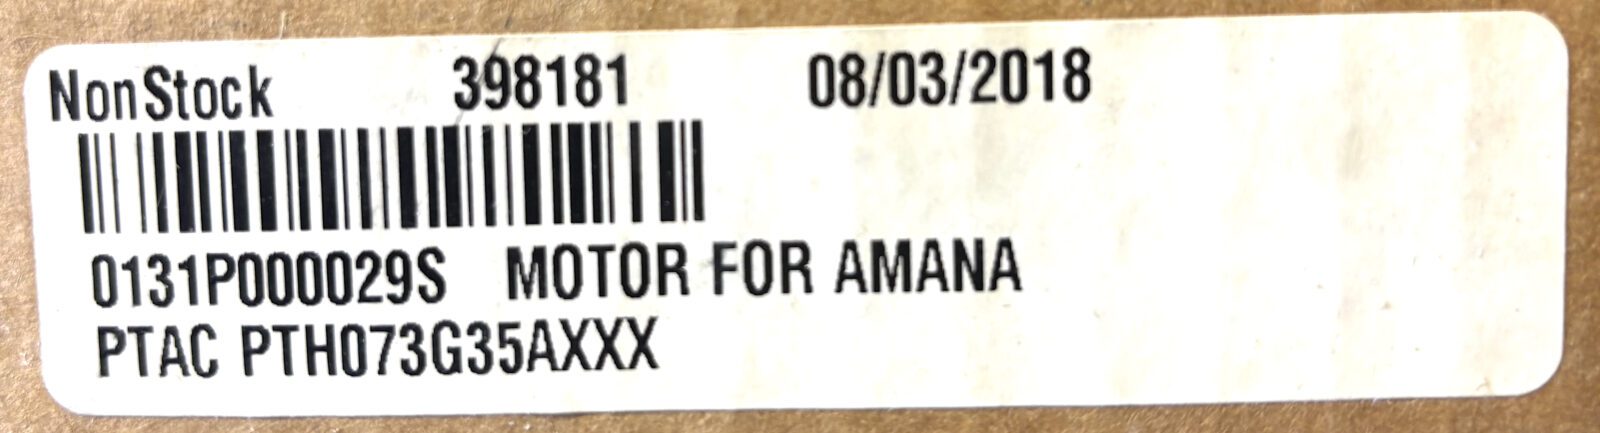 NonStock 398181 08/03/2018
0131P000029S MOTOR FOR AMANA
PTAC PTH073G35AXXX